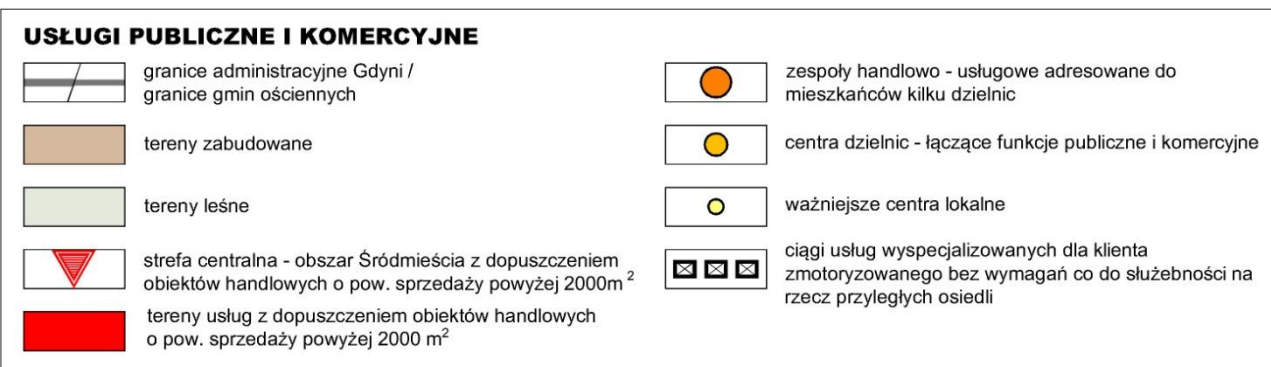 USŁUGI PUBLICZNE I KOMERCYJNE
granice administracyjne Gdyni /
granice gmin ościennych
tereny zabudowane
tereny leśne
strefa centralna - obszar Śródmieścia z dopuszczeniem
obiektów handlowych o pow. sprzedaży powyżej 2000m²
tereny usług z dopuszczeniem obiektów handlowych
o pow. sprzedaży powyżej 2000 m²
zespoły handlowo - usługowe adresowane do
mieszkańców kilku dzielnic
centra dzielnic - łączące funkcje publiczne i komercyjne
ważniejsze centra lokalne
ciągi usług wyspecjalizowanych dla klienta
zmotoryzowanego bez wymagań co do służebności na
rzecz przyległych osiedli